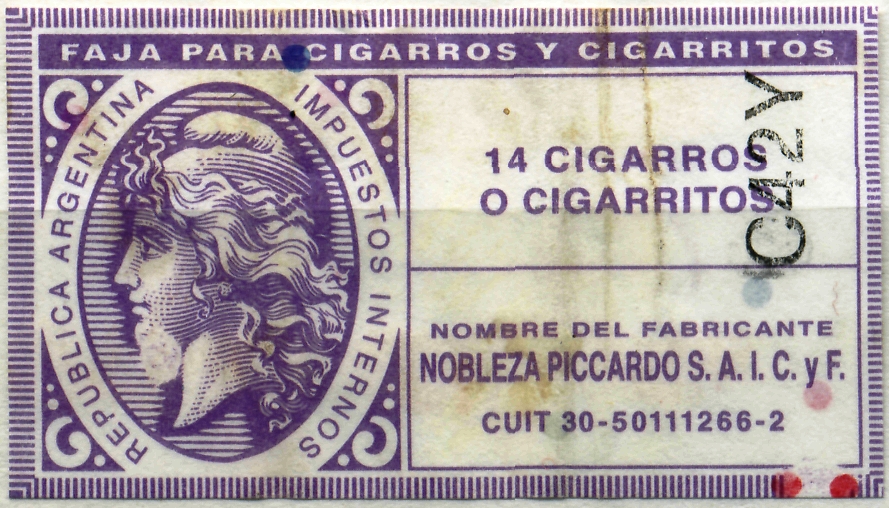 FAJA PARA CIGARROS Y CIGARRITOS
REPUBLICA ARGENTINA
IMPUESTOS INTERNOS
14 CIGARROS
O CIGARRITOS
C42Y
NOMBRE DEL FABRICANTE
NOBLEZA PICCARDO S. A. I. C. y F.
CUIT 30-50111266-2